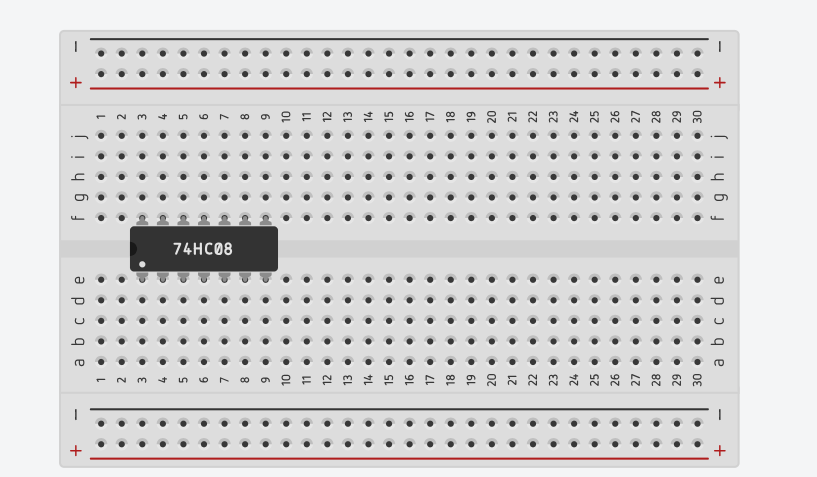 − −
+ +
1 2 3 4 5 6 7 8 9 10 11 12 13 14 15 16 17 18 19 20 21 22 23 24 25 26 27 28 29 30
j j
i i
h h
g g
f f
74HC08
e e
d d
c c
b b
a a
1 2 3 4 5 6 7 8 9 10 11 12 13 14 15 16 17 18 19 20 21 22 23 24 25 26 27 28 29 30
− −
+ +